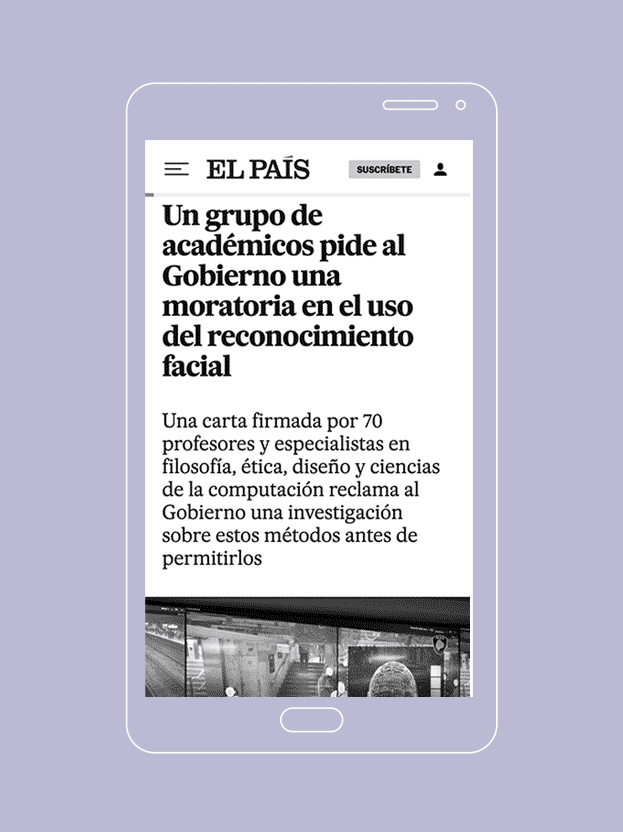 EL PAÍS
SUSCRÍBETE
Un grupo de
académicos pide al
Gobierno una
moratoria en el uso
del reconocimiento
facial
Una carta firmada por 70
profesores y especialistas en
filosofía, ética, diseño y ciencias
de la computación reclama al
Gobierno una investigación
sobre estos métodos antes de
permitirlos